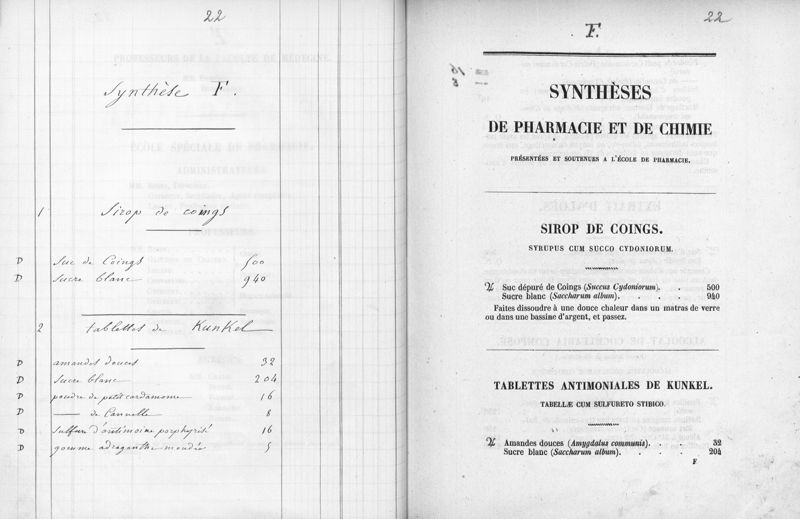 22
Synthèse F.
1 Sirop de coings
D Suc de Coings 500
D Sucre blanc 940
2 tablettes de Kunkel
D amandes douces 32
D Sucre blanc 204
D poudre de petit cardamome 16
D — de Cannelle 8
D sulfure d'antimoine porphyrisé 16
D gomme adraganthe mondée 5
22
F.
SYNTHÈSES
DE PHARMACIE ET DE CHIMIE
PRÉSENTÉES ET SOUTENUES A L'ÉCOLE DE PHARMACIE.
SIROP DE COINGS.
SYRUPUS CUM SUCCO CYDONIORUM.
♃ Suc dépuré de Coings (Succus Cydoniorum). . 500
Sucre blanc (Saccharum album). . . . 940
Faites dissoudre à une douce chaleur dans un matras de verre
ou dans une bassine d'argent, et passez.
TABLETTES ANTIMONIALES DE KUNKEL.
TABELLÆ CUM SULFURETO STIBICO.
♃ Amandes douces (Amygdalus communis). . . 32
Sucre blanc (Saccharum album). . . . 204
F